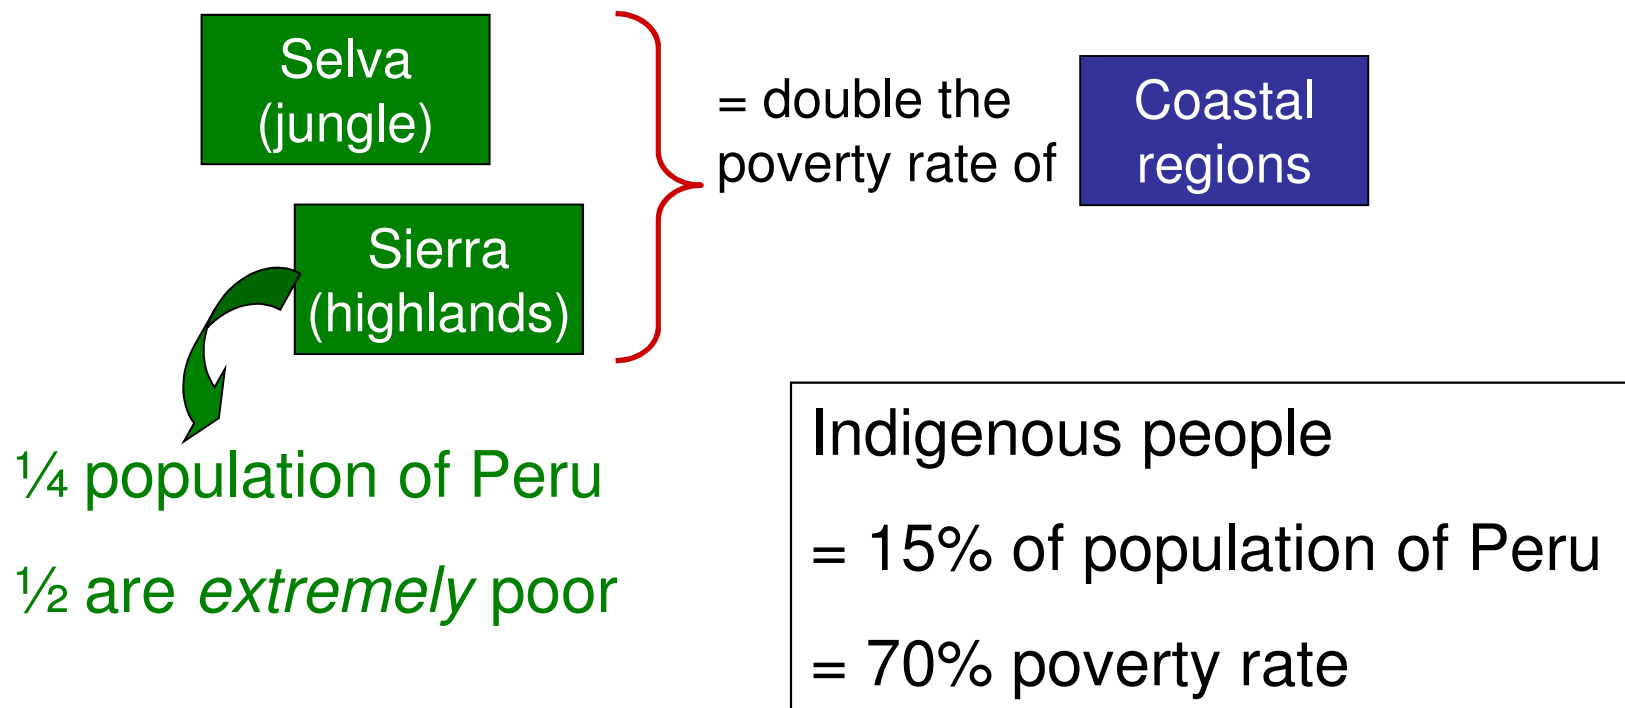 Selva
(jungle)
Sierra
(highlands)
= double the
poverty rate of
Coastal
regions
¼ population of Peru
½ are extremely poor
Indigenous people
= 15% of population of Peru
= 70% poverty rate